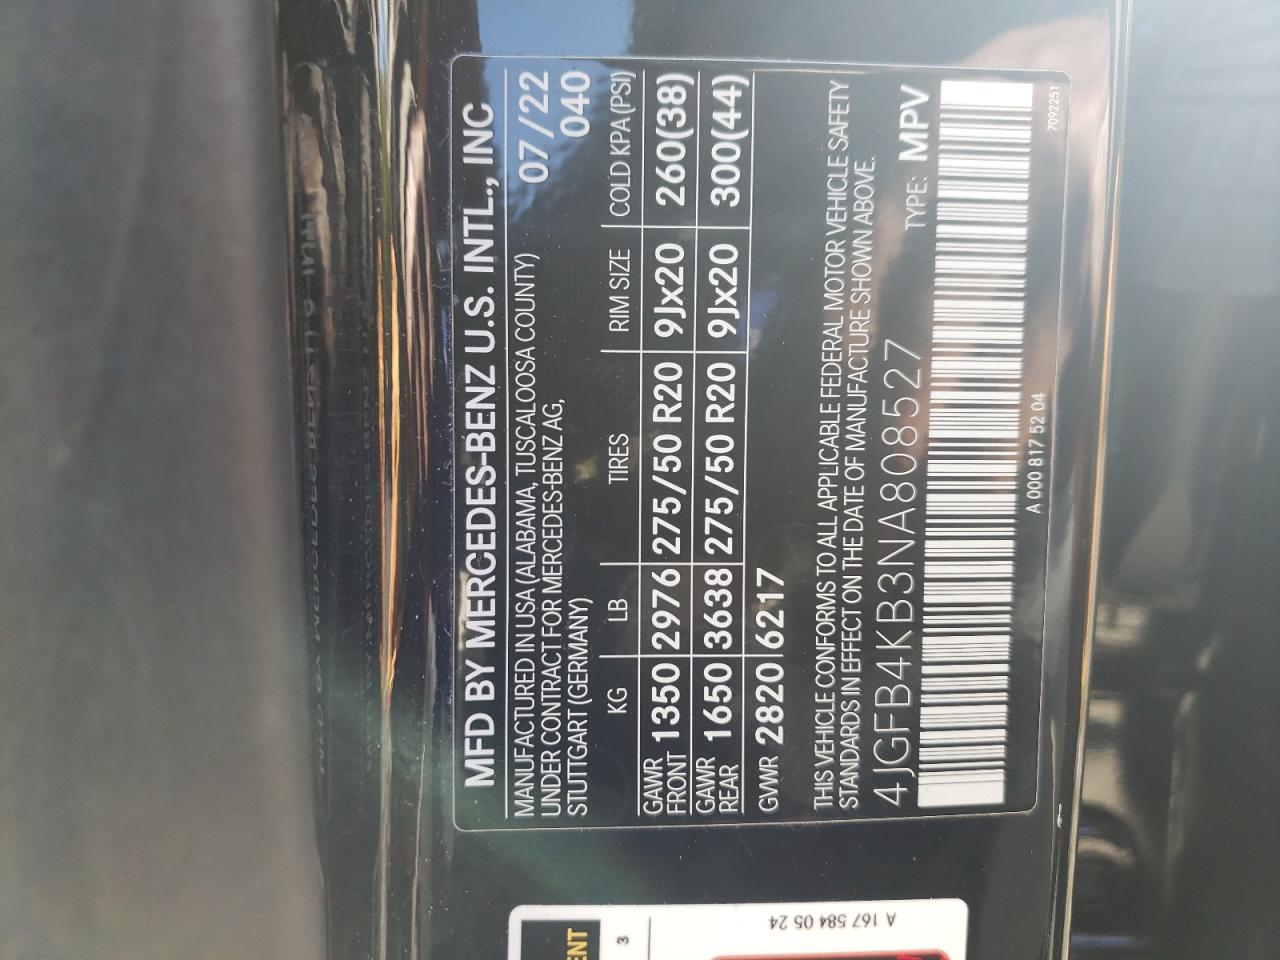 MFD BY MERCEDES-BENZ U.S. INTL., INC
MANUFACTURED IN USA (ALABAMA, TUSCALOOSA COUNTY) 07/22
UNDER CONTRACT FOR MERCEDES-BENZ AG, 040
STUTTGART (GERMANY)
KG LB TIRES RIM SIZE COLD KPA (PSI)
GAWR FRONT 1350 2976 275/50 R20 9Jx20 260(38)
GAWR REAR 1650 3638 275/50 R20 9Jx20 300(44)
GVWR 2820 6217
THIS VEHICLE CONFORMS TO ALL APPLICABLE FEDERAL MOTOR VEHICLE SAFETY
STANDARDS IN EFFECT ON THE DATE OF MANUFACTURE SHOWN ABOVE.
4JGFB4KB3NA808527 TYPE: MPV
A 000 817 52 04 7092251
A 167 584 05 24
3
ENT